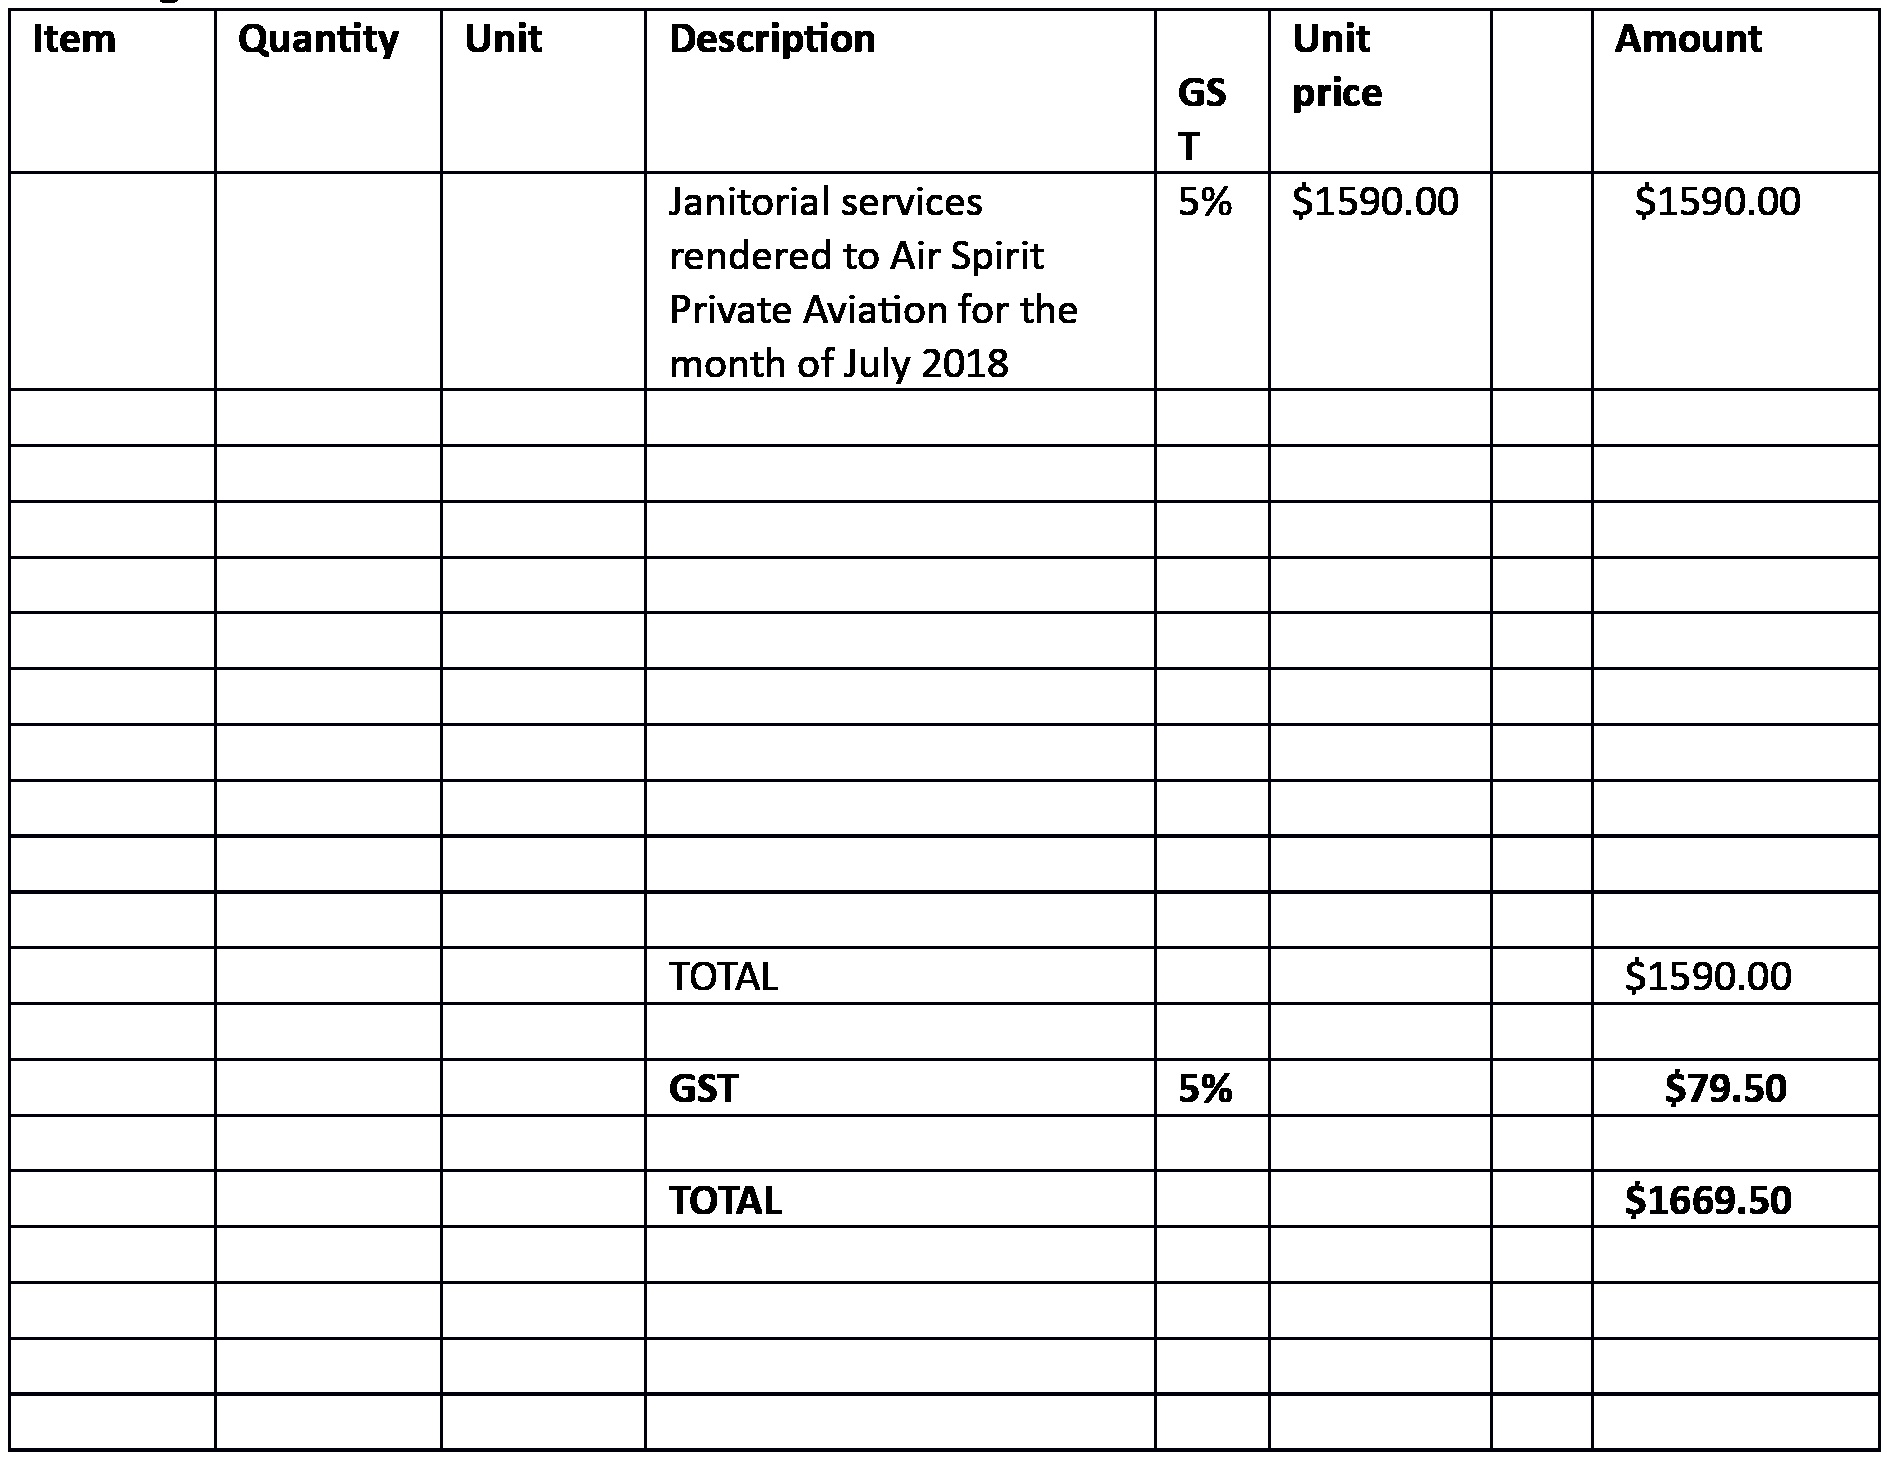 Item Quantity Unit Description GS T Unit price Amount
Janitorial services 5% $1590.00 $1590.00
rendered to Air Spirit
Private Aviation for the
month of July 2018
TOTAL $1590.00
GST 5% $79.50
TOTAL $1669.50